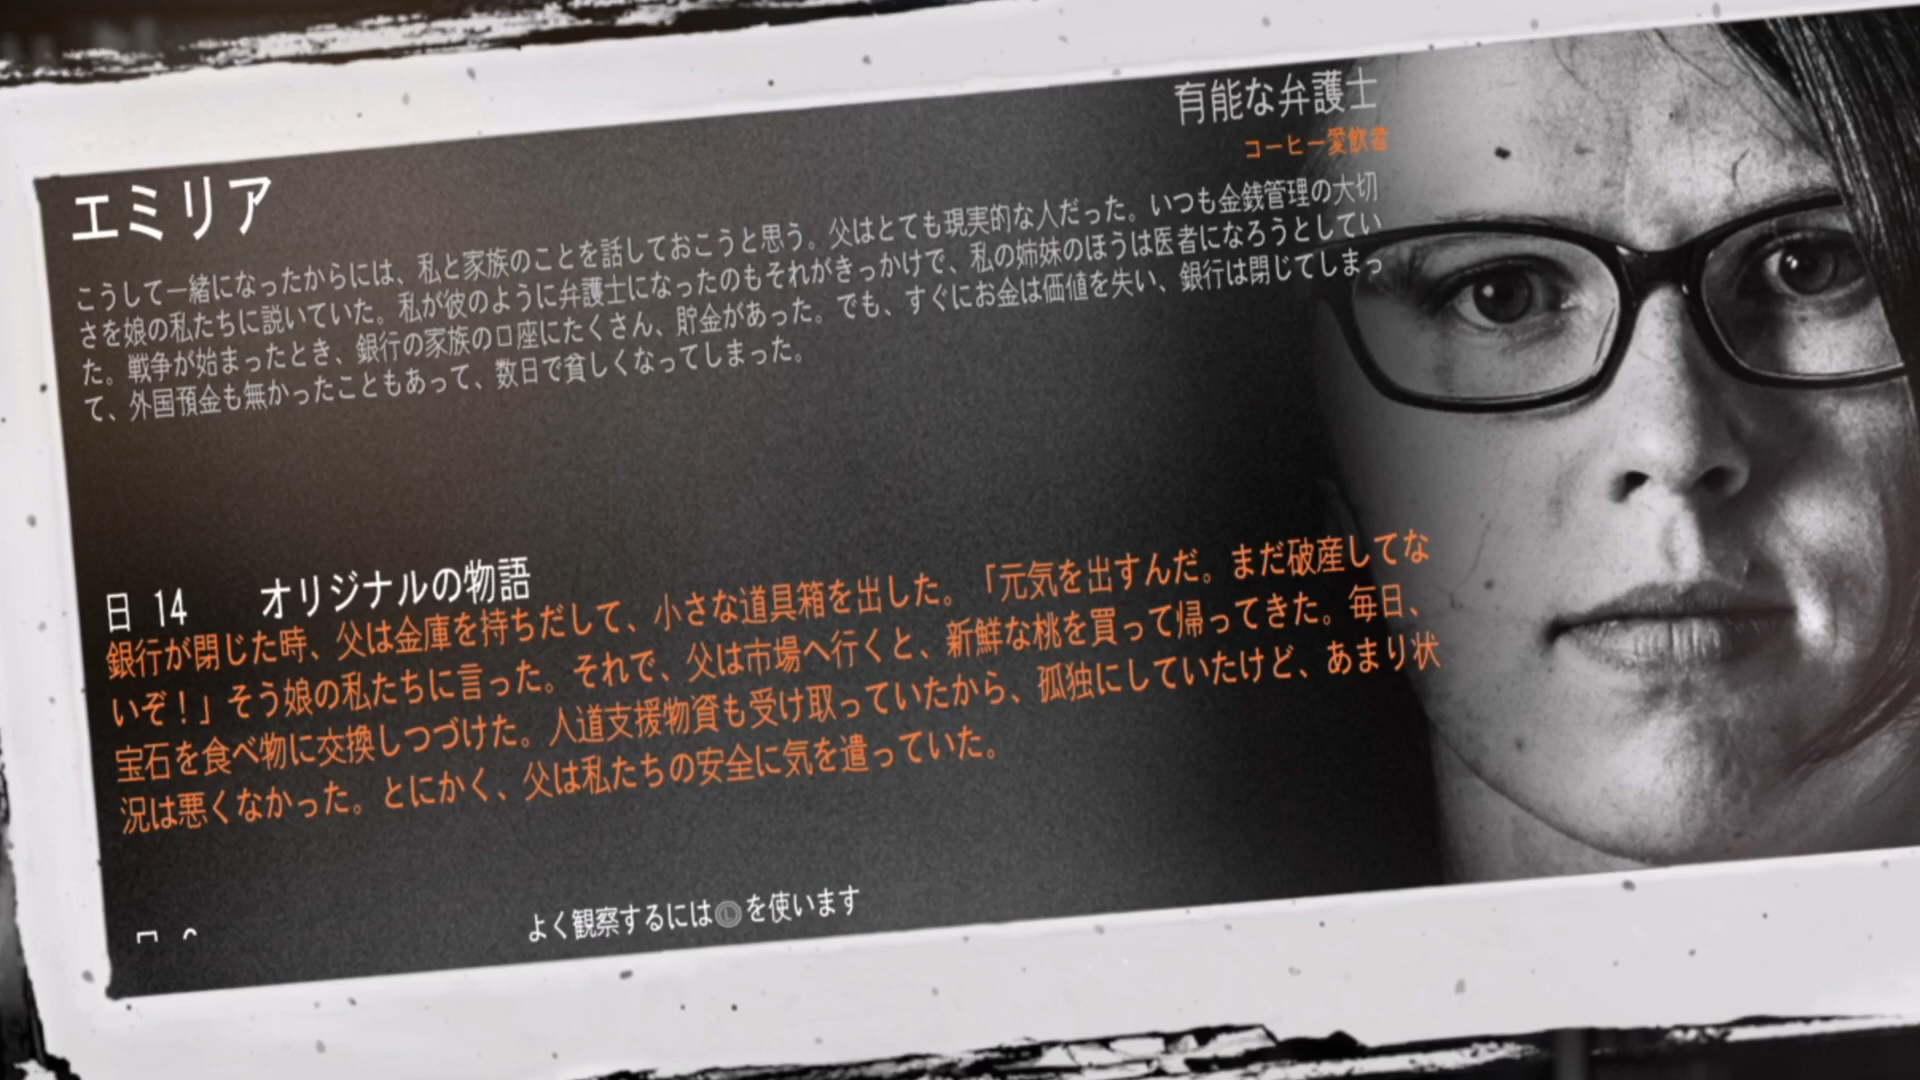 有能な弁護士
コーヒー愛飲者
エミリア
こうして一緒になったからには、私と家族のことを話しておこうと思う。父はとても現実的な人だった。いつも金銭管理の大切
さを娘の私たちに説いていた。私が彼のように弁護士になったのもそれがきっかけで、私の姉妹のほうは医者になろうとしてい
た。戦争が始まったとき、銀行の家族の口座にたくさん、貯金があった。でも、すぐにお金は価値を失い、銀行は閉じてしまっ
て、外国預金も無かったこともあって、数日で貧しくなってしまった。
日 14 オリジナルの物語
銀行が閉じた時、父は金庫を持ちだして、小さな道具箱を出した。「元気を出すんだ。まだ破産してな
いぞ！」そう娘の私たちに言った。それで、父は市場へ行くと、新鮮な桃を買って帰ってきた。毎日、
宝石を食べ物に交換しつづけた。人道支援物資も受け取っていたから、孤独にしていたけど、あまり状
況は悪くなかった。とにかく、父は私たちの安全に気を遣っていた。
よく観察するにはⓁを使います